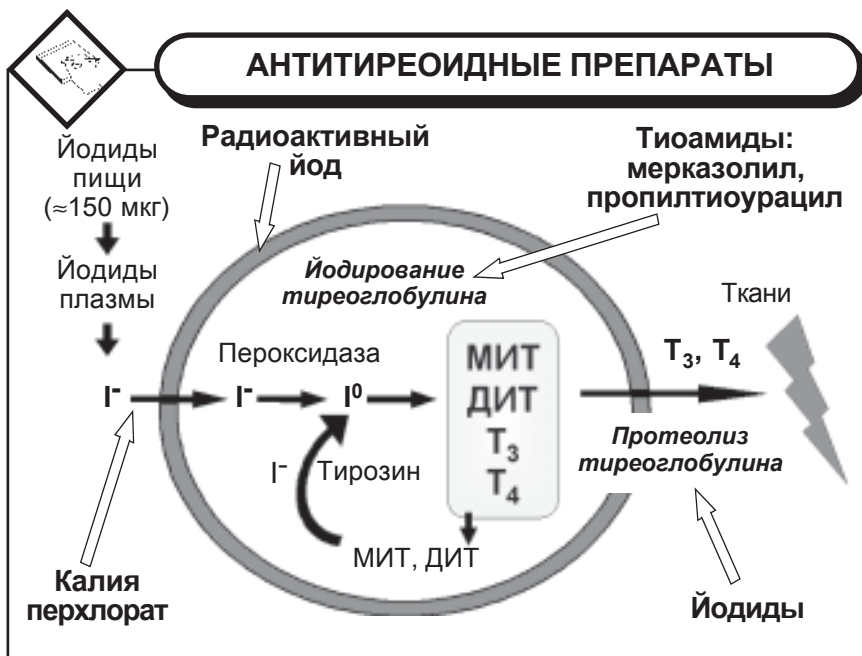 АНТИТИРЕОИДНЫЕ ПРЕПАРАТЫ
Йодиды
пищи
(≈150 мкг)
Йодиды
плазмы
Радиоактивный
йод
Тиоамиды:
мерказолил,
пропилтиоурацил
Йодирование
тиреоглобулина
Ткани
Пероксидаза
I⁻
I⁻
I⁰
МИТ
ДИТ
T₃
T₄
T₃, T₄
I⁻ Тирозин
МИТ, ДИТ
Протеолиз
тиреоглобулина
Калия
перхлорат
Йодиды